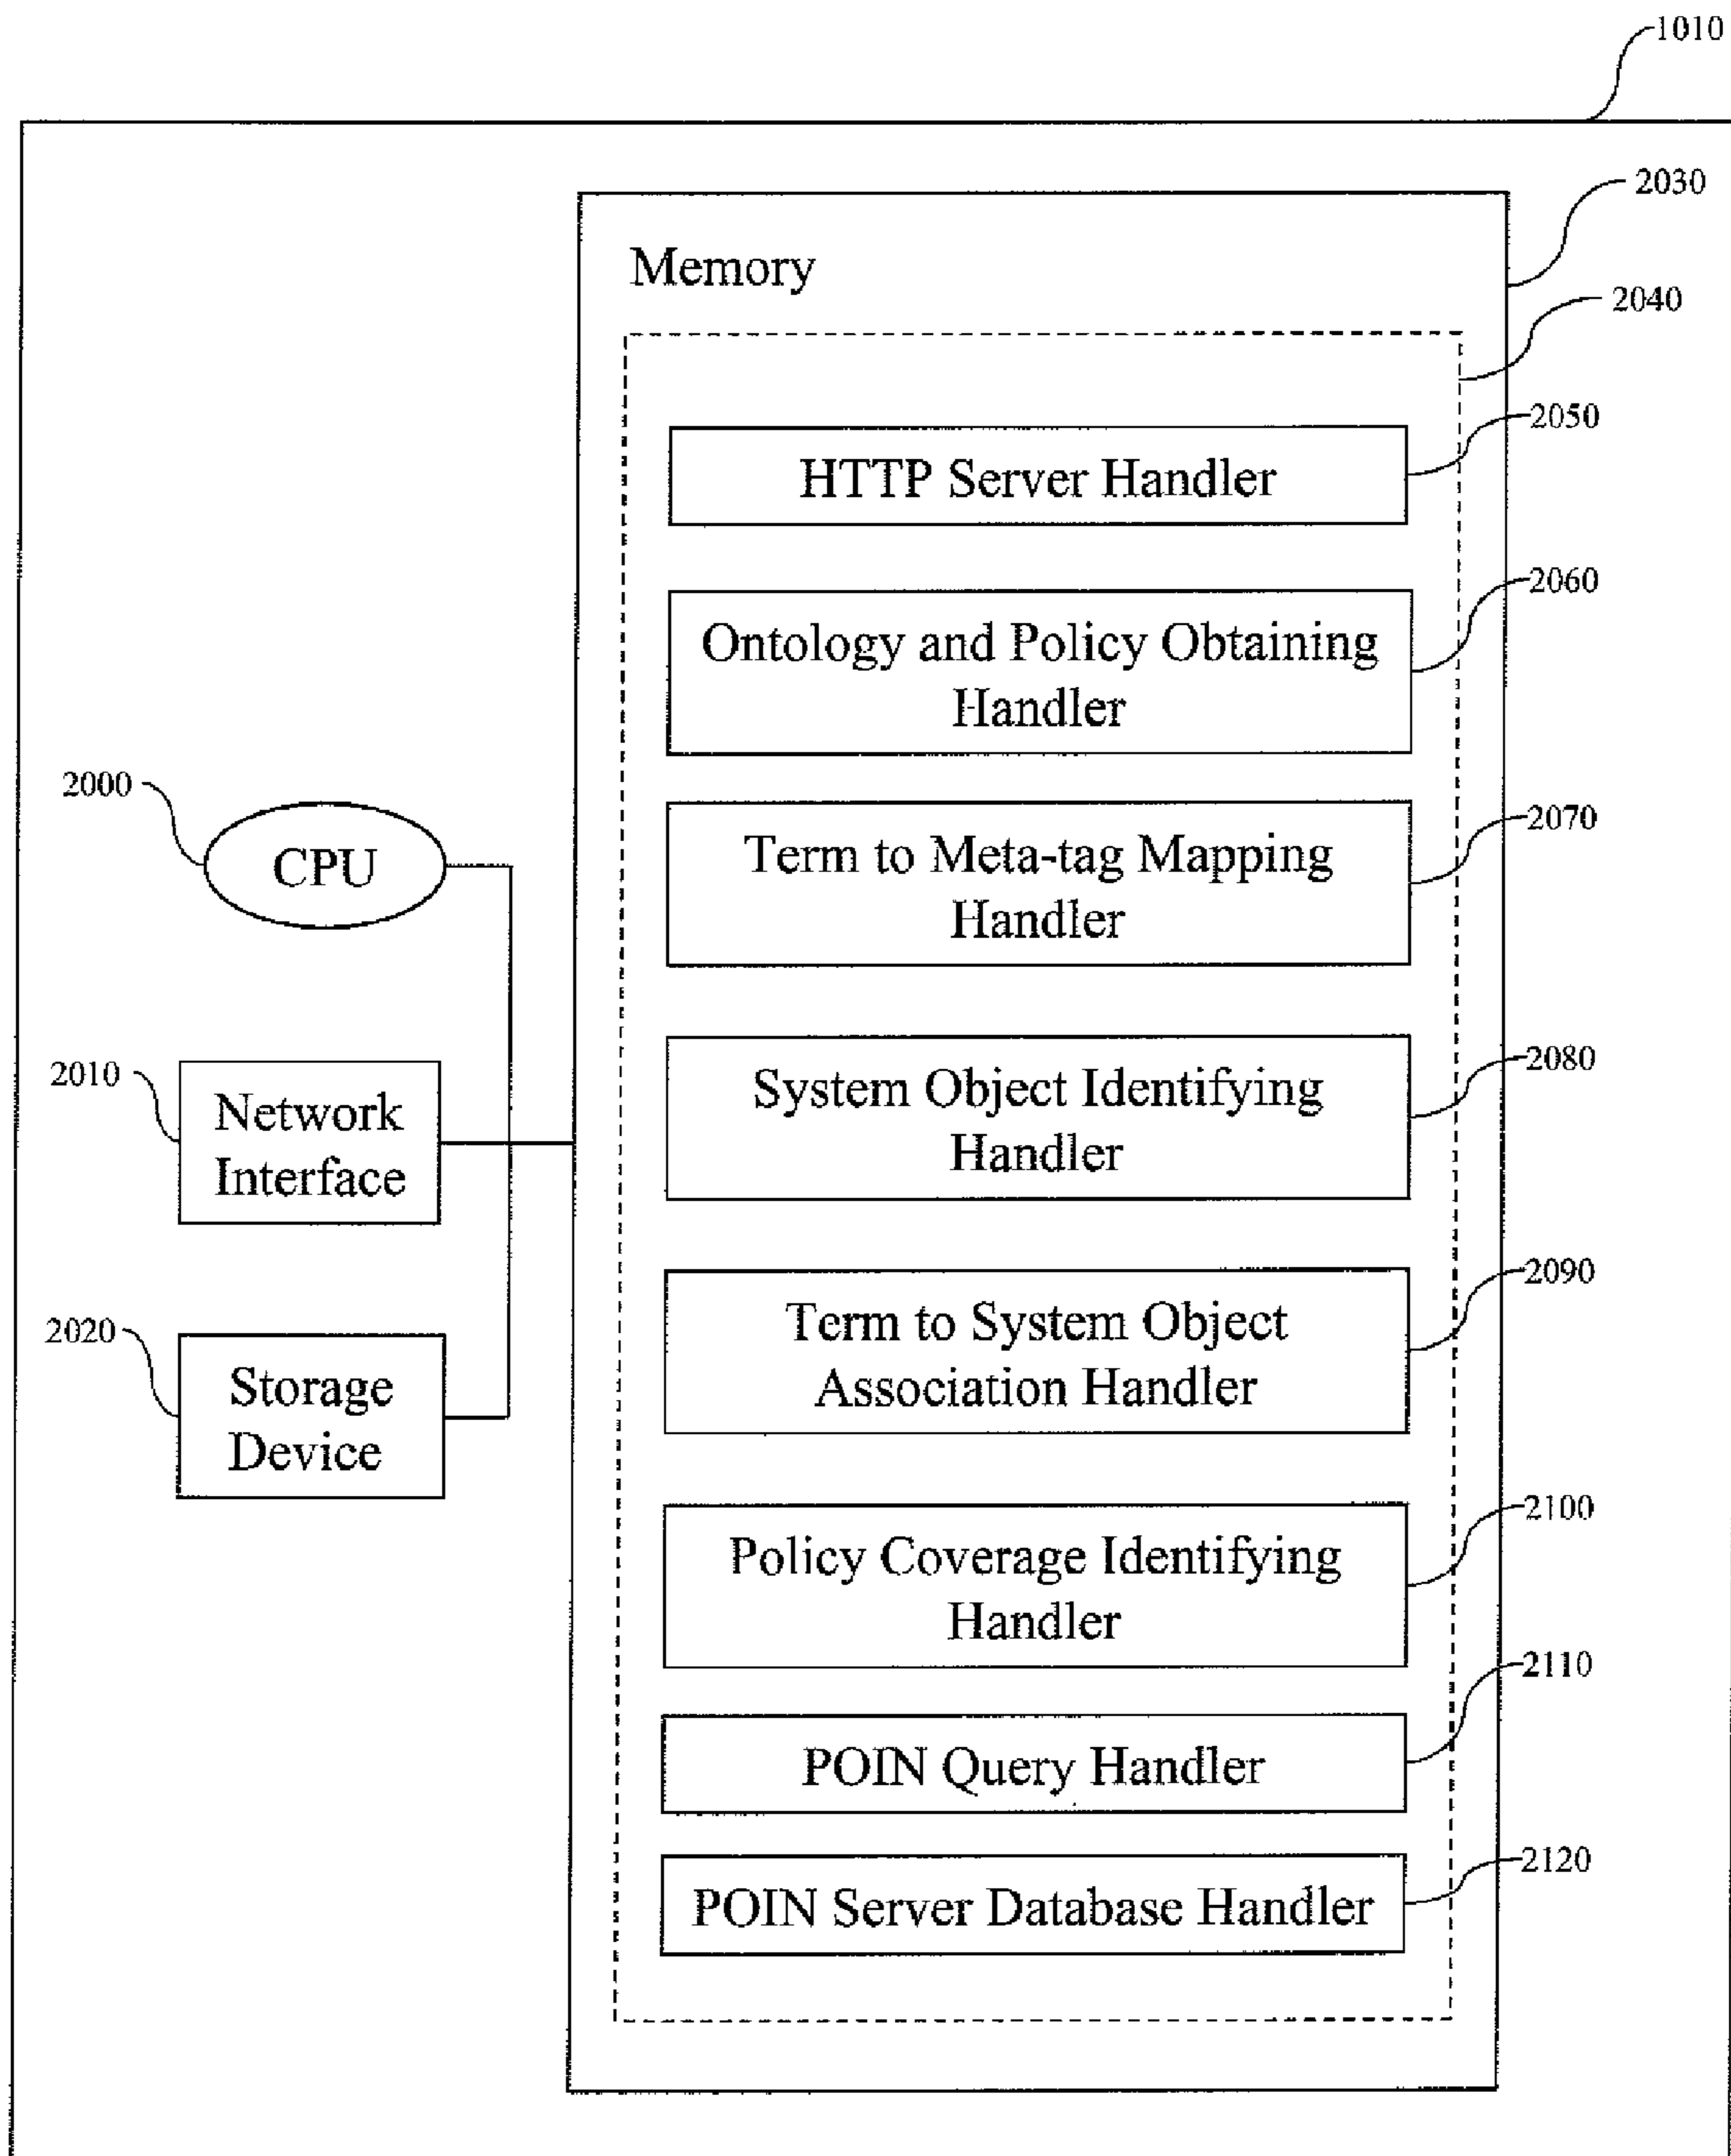 1010
2030
Memory
2040
2050
HTTP Server Handler
2060
Ontology and Policy Obtaining
Handler
2000
CPU
2070
Term to Meta-tag Mapping
Handler
2010
Network
Interface
2080
System Object Identifying
Handler
2090
Term to System Object
Association Handler
2020
Storage
Device
2100
Policy Coverage Identifying
Handler
2110
POIN Query Handler
2120
POIN Server Database Handler